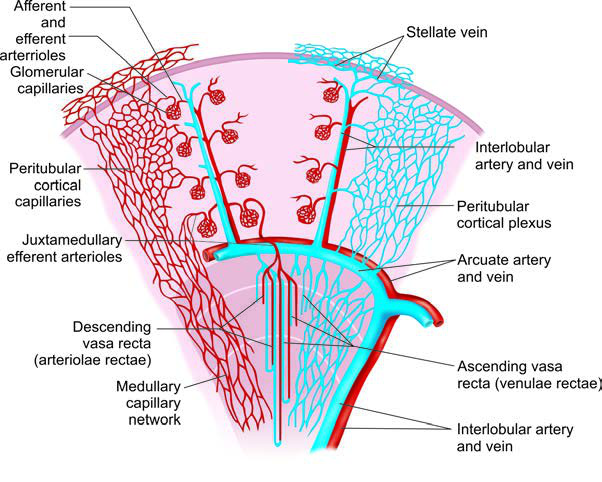 Afferent
and
efferent
arterrioles
Glomerular
capillaries
Peritubular
cortical
capillaries
Juxtamedullary
efferent arterioles
Descending
vasa recta
(arteriolae rectae)
Medullary
capillary
network
Stellate vein
Interlobular
artery and vein
Peritubular
cortical plexus
Arcuate artery
and vein
Ascending vasa
recta (venulae rectae)
Interlobular artery
and vein